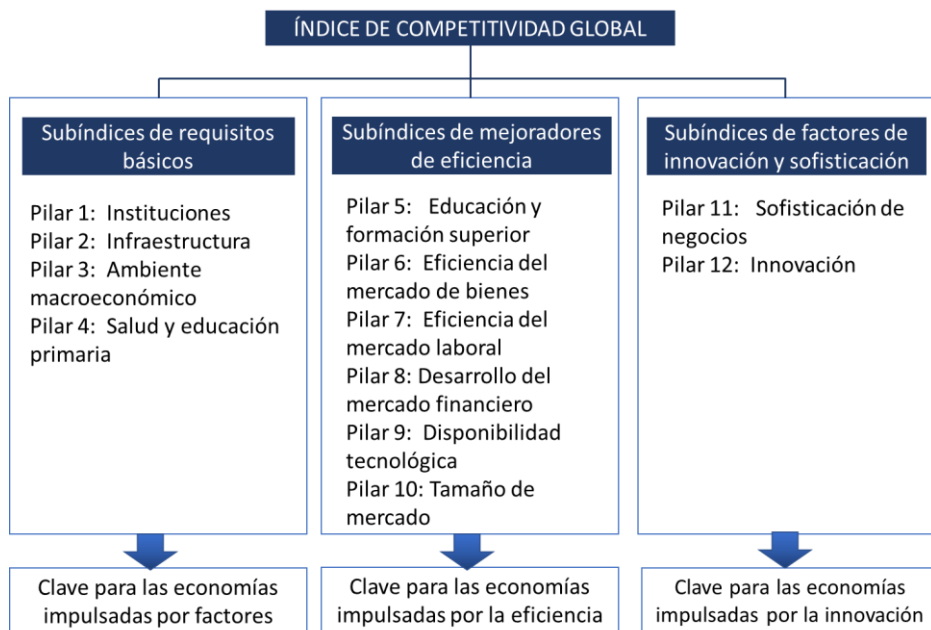 ÍNDICE DE COMPETITIVIDAD GLOBAL
Subíndices de requisitos
básicos
Pilar 1: Instituciones
Pilar 2: Infraestructura
Pilar 3: Ambiente
macroeconómico
Pilar 4: Salud y educación
primaria
Clave para las economías
impulsadas por factores
Subíndices de mejoradores
de eficiencia
Pilar 5: Educación y
formación superior
Pilar 6: Eficiencia del
mercado de bienes
Pilar 7: Eficiencia del
mercado laboral
Pilar 8: Desarrollo del
mercado financiero
Pilar 9: Disponibilidad
tecnológica
Pilar 10: Tamaño de
mercado
Clave para las economías
impulsadas por la eficiencia
Subíndices de factores de
innovación y sofisticación
Pilar 11: Sofisticación de
negocios
Pilar 12: Innovación
Clave para las economías
impulsadas por la innovación